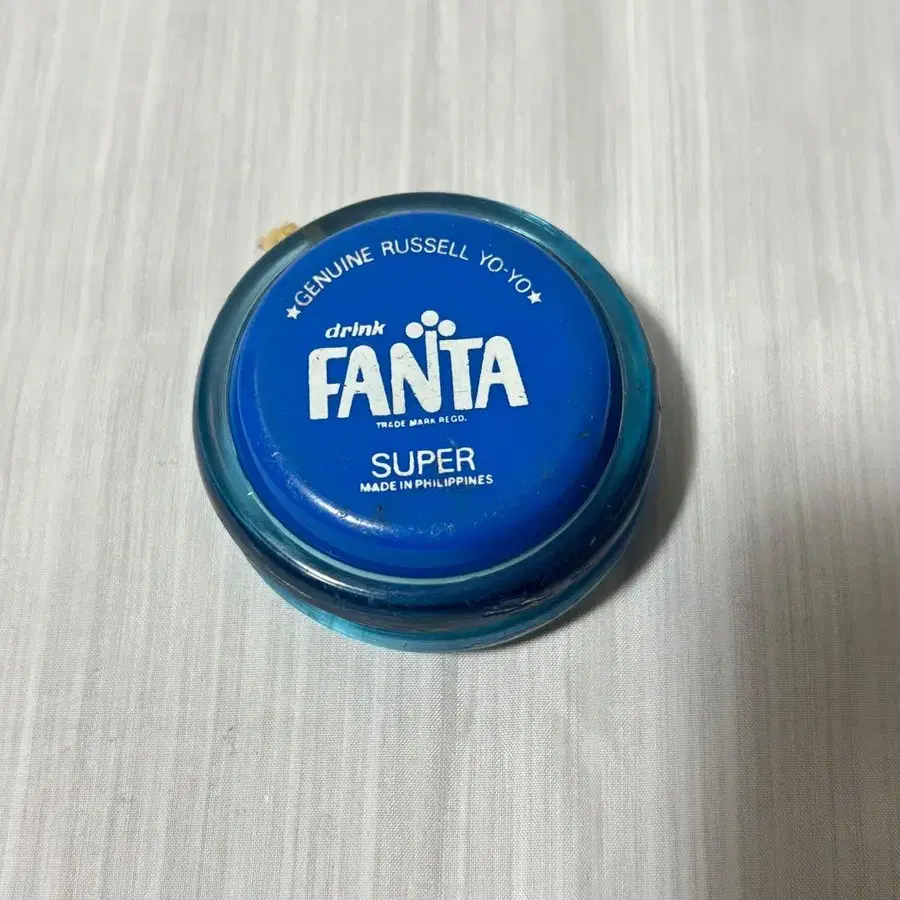 ★GENUINE RUSSELL YO-YO★
drink
FANTA
TRADE MARK REGD.
SUPER
MADE IN PHILIPPINES